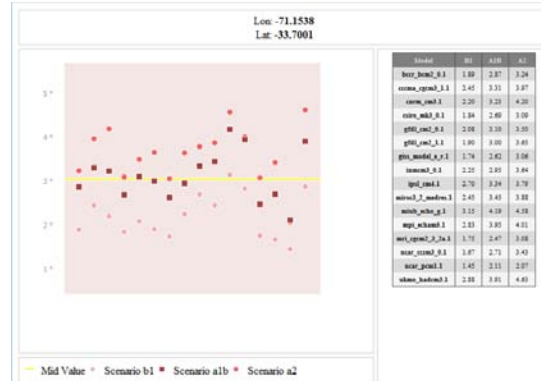 Lon: -71.1538
Lat: -33.7001
5°
4°
3°
2°
1°
Mid Value Scenario b1 Scenario a1b Scenario a2
Model B1 A1B A2
bccr_bcm2_0.1 1.89 2.87 3.24
cccma_cgcm3_1.1 2.45 3.31 3.97
cnrm_cm3.1 2.20 3.23 4.20
csiro_mk3_0.1 1.84 2.69 3.09
gfdl_cm2_0.1 2.08 3.10 3.50
gfdl_cm2_1.1 1.90 3.00 3.65
giss_model_e_r.1 1.74 2.62 3.06
inmcm3_0.1 2.25 2.95 3.64
ipsl_cm4.1 2.70 3.34 3.79
miroc3_2_medres.1 2.45 3.45 3.88
miub_echo_g.1 3.15 4.19 4.58
mpi_echam5.1 2.83 3.95 4.01
mri_cgcm2_3_2a.1 1.75 2.47 3.08
ncar_ccsm3_0.1 1.67 2.71 3.43
ncar_pcm1.1 1.45 2.11 2.07
ukmo_hadcm3.1 2.88 3.91 4.63